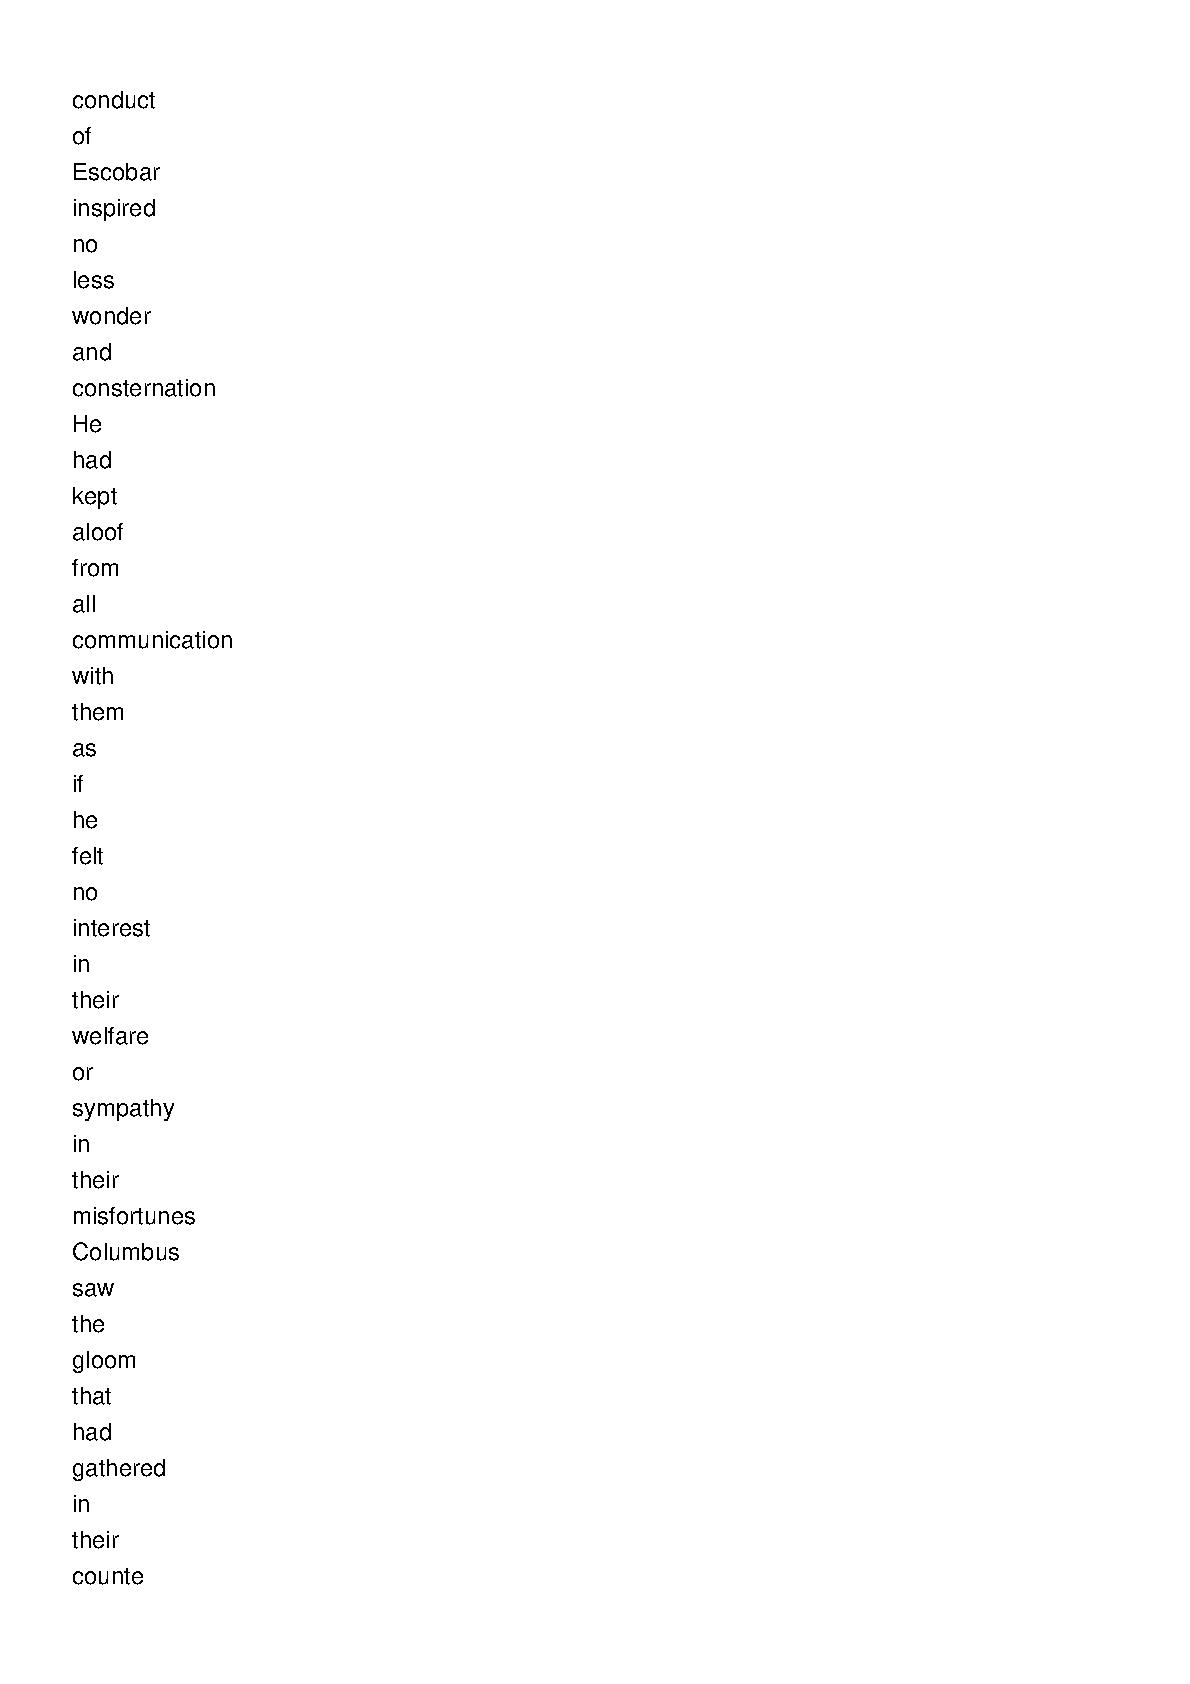 conduct
of
Escobar
inspired
no
less
wonder
and
consternation
He
had
kept
aloof
from
all
communication
with
them
as
if
he
felt
no
interest
in
their
welfare
or
sympathy
in
their
misfortunes
Columbus
saw
the
gloom
that
had
gathered
in
their
counte